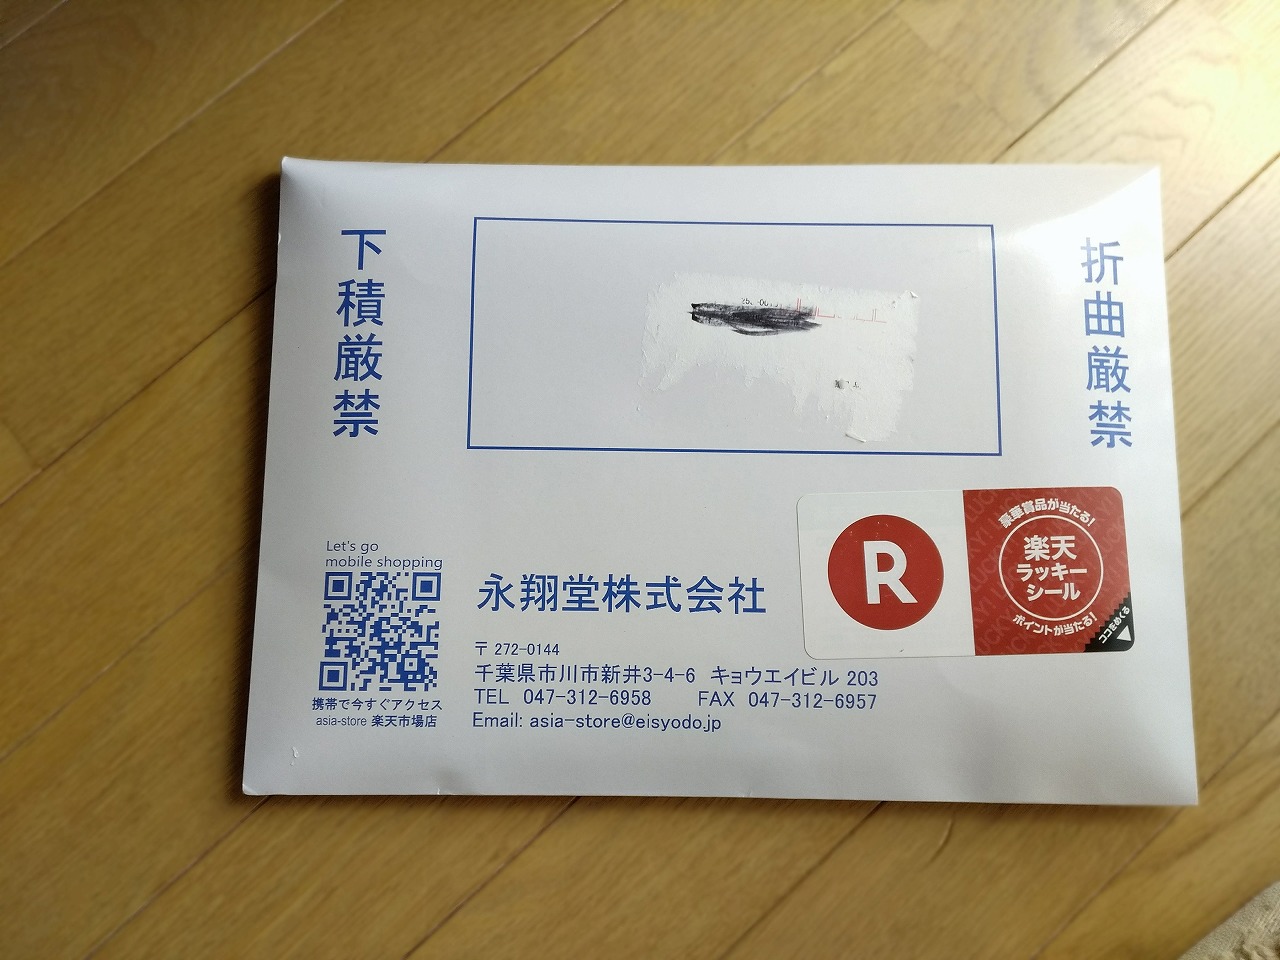 下積厳禁
折曲厳禁
Let's go
mobile shopping
携帯で今すぐアクセス
asia-store 楽天市場店
永翔堂株式会社
〒272-0144
千葉県市川市新井3-4-6 キョウエイビル 203
TEL 047-312-6958 FAX 047-312-6957
Email: asia-store@eisyodo.jp
R
豪華賞品が当たる!
楽天
ラッキー
シール
ポイントが当たる!
ココをめくる